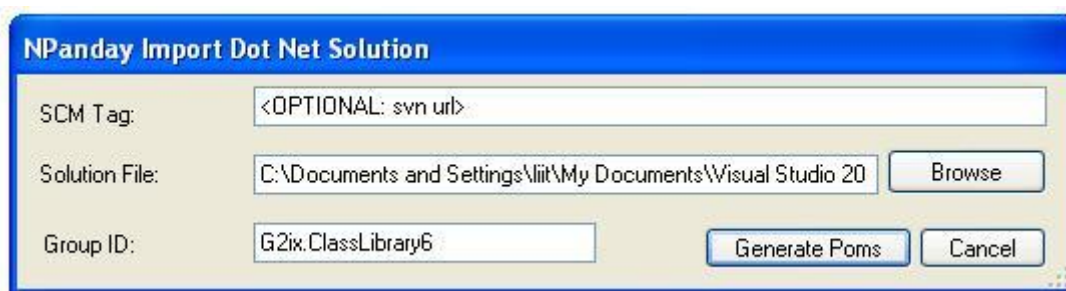 NPanday Import Dot Net Solution
SCM Tag:
<OPTIONAL: svn url>
Solution File:
C:\Documents and Settings\liit\My Documents\Visual Studio 20
Browse
Group ID:
G2ix.ClassLibrary6
Generate Poms
Cancel